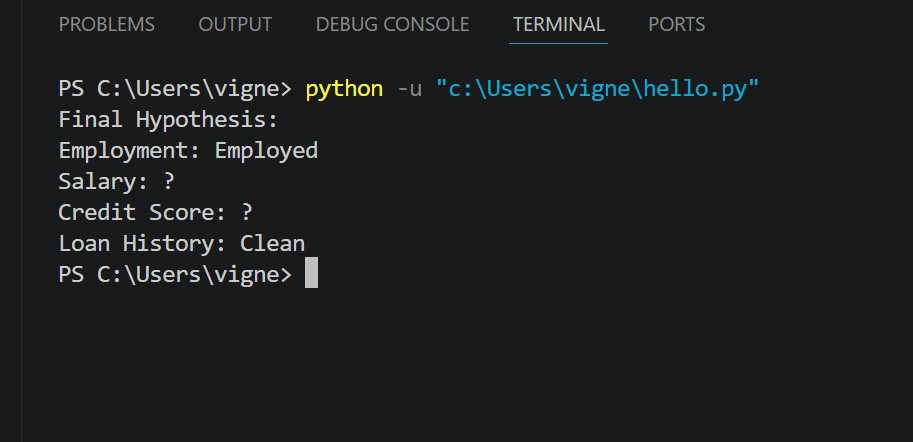 PROBLEMS OUTPUT DEBUG CONSOLE TERMINAL PORTS
PS C:\Users\vigne> python -u "c:\Users\vigne\hello.py"
Final Hypothesis:
Employment: Employed
Salary: ?
Credit Score: ?
Loan History: Clean
PS C:\Users\vigne>